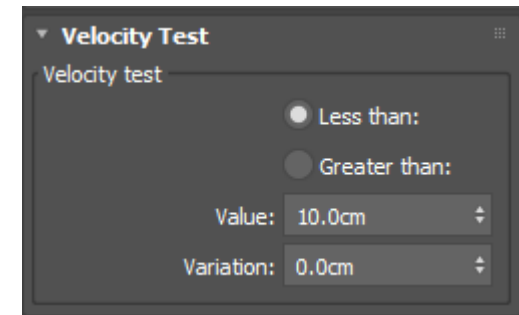 Velocity Test
Velocity test
Less than:
Greater than:
Value: 10.0cm
Variation: 0.0cm